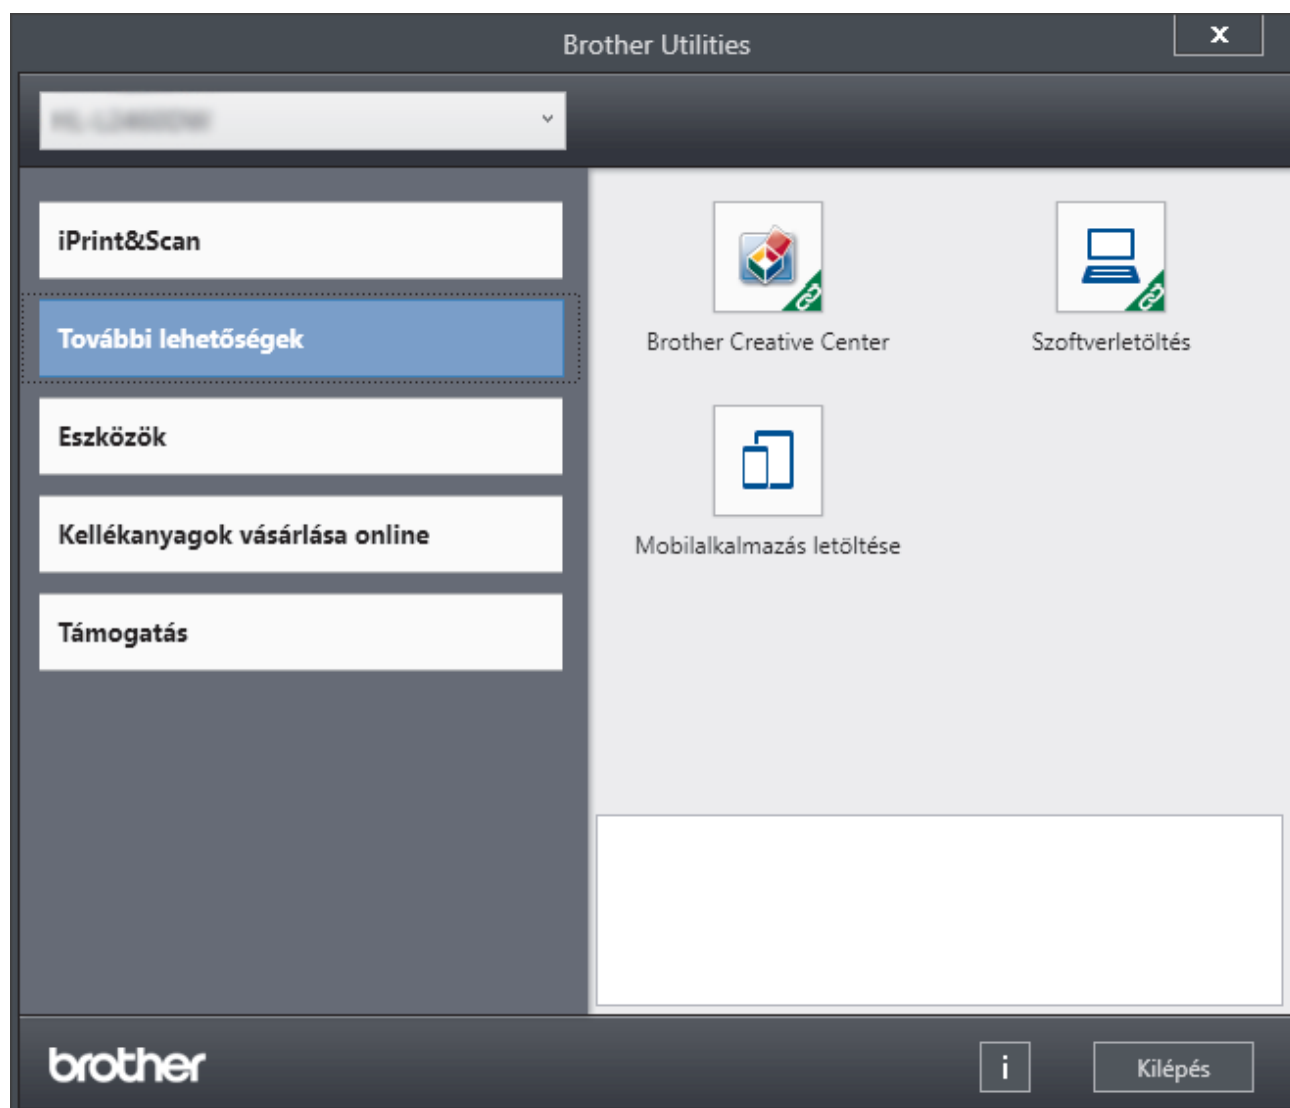 Brother Utilities
x
iPrint&Scan
További lehetőségek
Eszközök
Kellékanyagok vásárlása online
Támogatás
Brother Creative Center
Szoftverletöltés
Mobilalkalmazás letöltése
brother
i
Kilépés